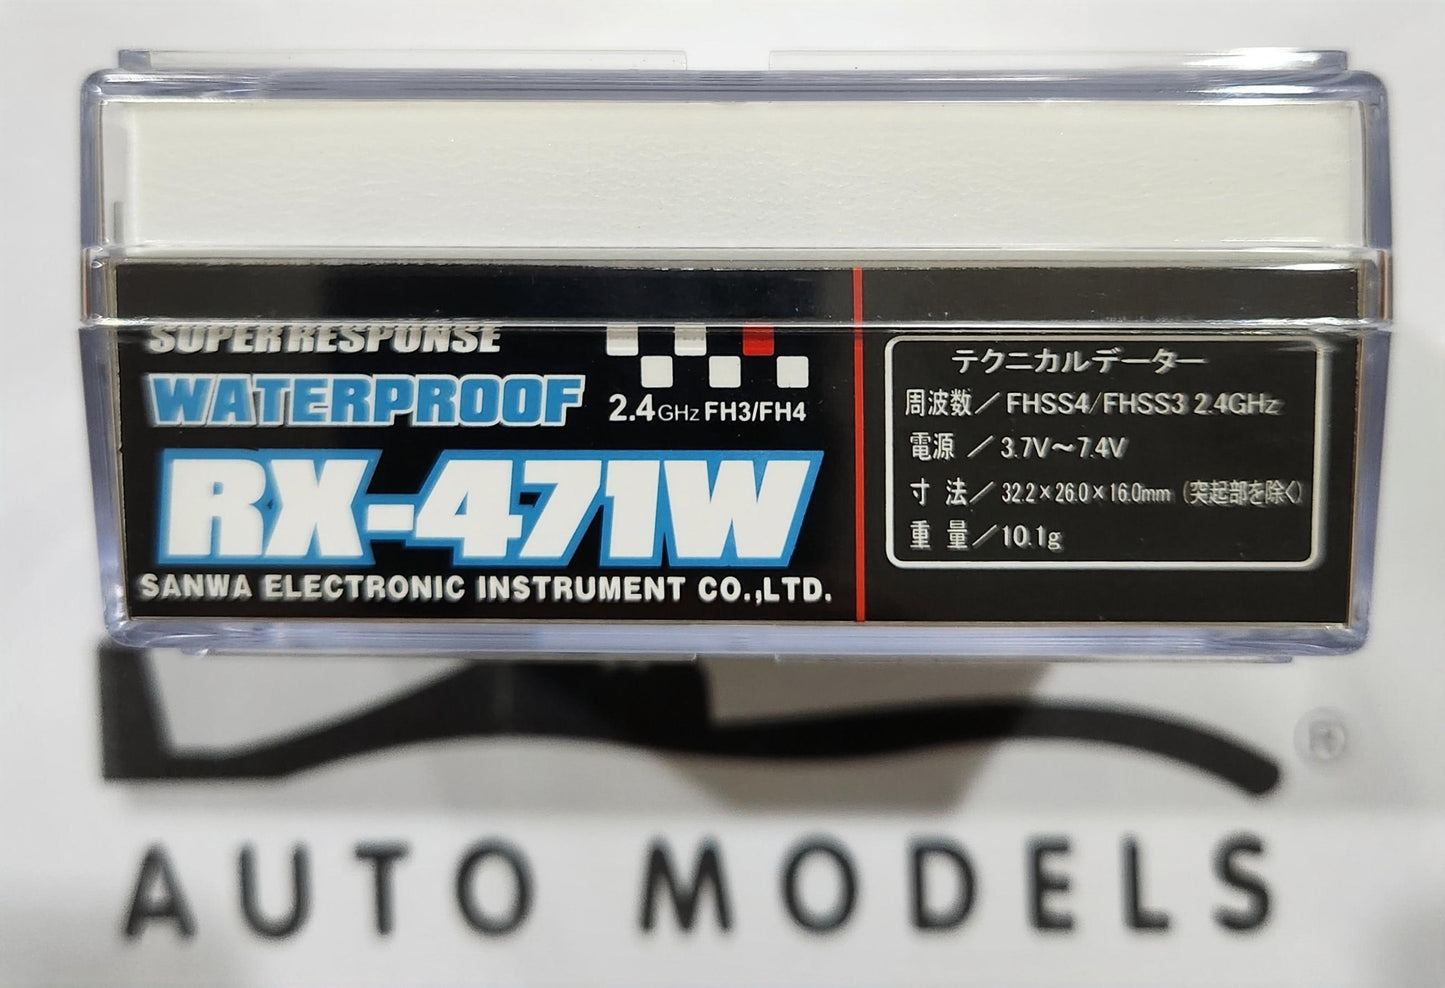 SUPER RESPONSE
WATERPROOF
2.4GHz FH3/FH4
RX-471W
SANWA ELECTRONIC INSTRUMENT CO.,LTD.
テクニカルデーター
周波数／FHSS4/FHSS3 2.4GHz
電源／3.7V〜7.4V
寸法／32.2×26.0×16.0mm (突起部を除く)
重量／10.1g
®
AUTO MODELS